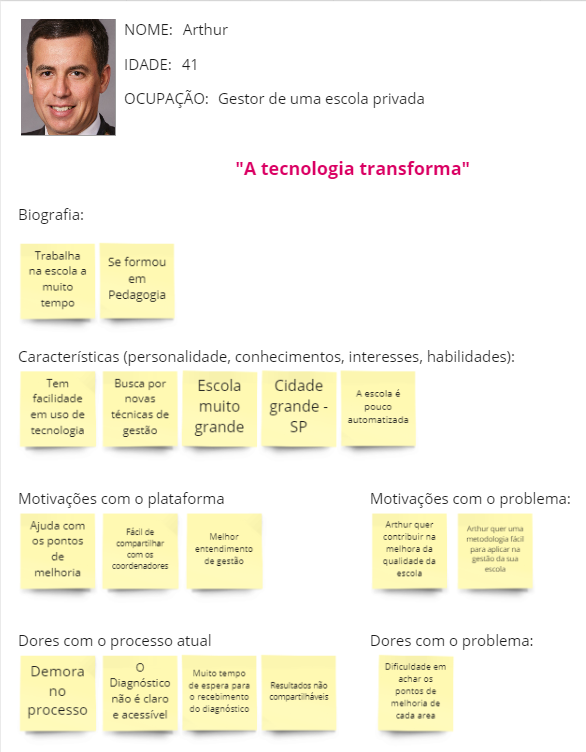 NOME: Arthur
IDADE: 41
OCUPAÇÃO: Gestor de uma escola privada
"A tecnologia transforma"
Biografia:
Trabalha
na escola a
muito
tempo
Se formou
em
Pedagogia
Características (personalidade, conhecimentos, interesses, habilidades):
Tem
facilidade
em uso de
tecnologia
Busca por
novas
técnicas de
gestão
Escola
muito
grande
Cidade
grande -
SP
A escola é
pouco
automatizada
Motivações com o plataforma
Ajuda com
os pontos
de
melhoria
Fácil de
compartilhar
com os
coordenadores
Melhor
entendimento
de gestão
Motivações com o problema:
Arthur quer
contribuir na
melhora da
qualidade da
escola
Arthur quer uma
metodologia fácil
para aplicar na
gestão da sua
escola
Dores com o processo atual
Demora
no
processo
O
Diagnóstico
não é claro
e acessível
Muito tempo
de espera para
o recebimento
do diagnóstico
Resultados não
compartilháveis
Dores com o problema:
Dificuldade em
achar os
pontos de
melhoria de
cada area